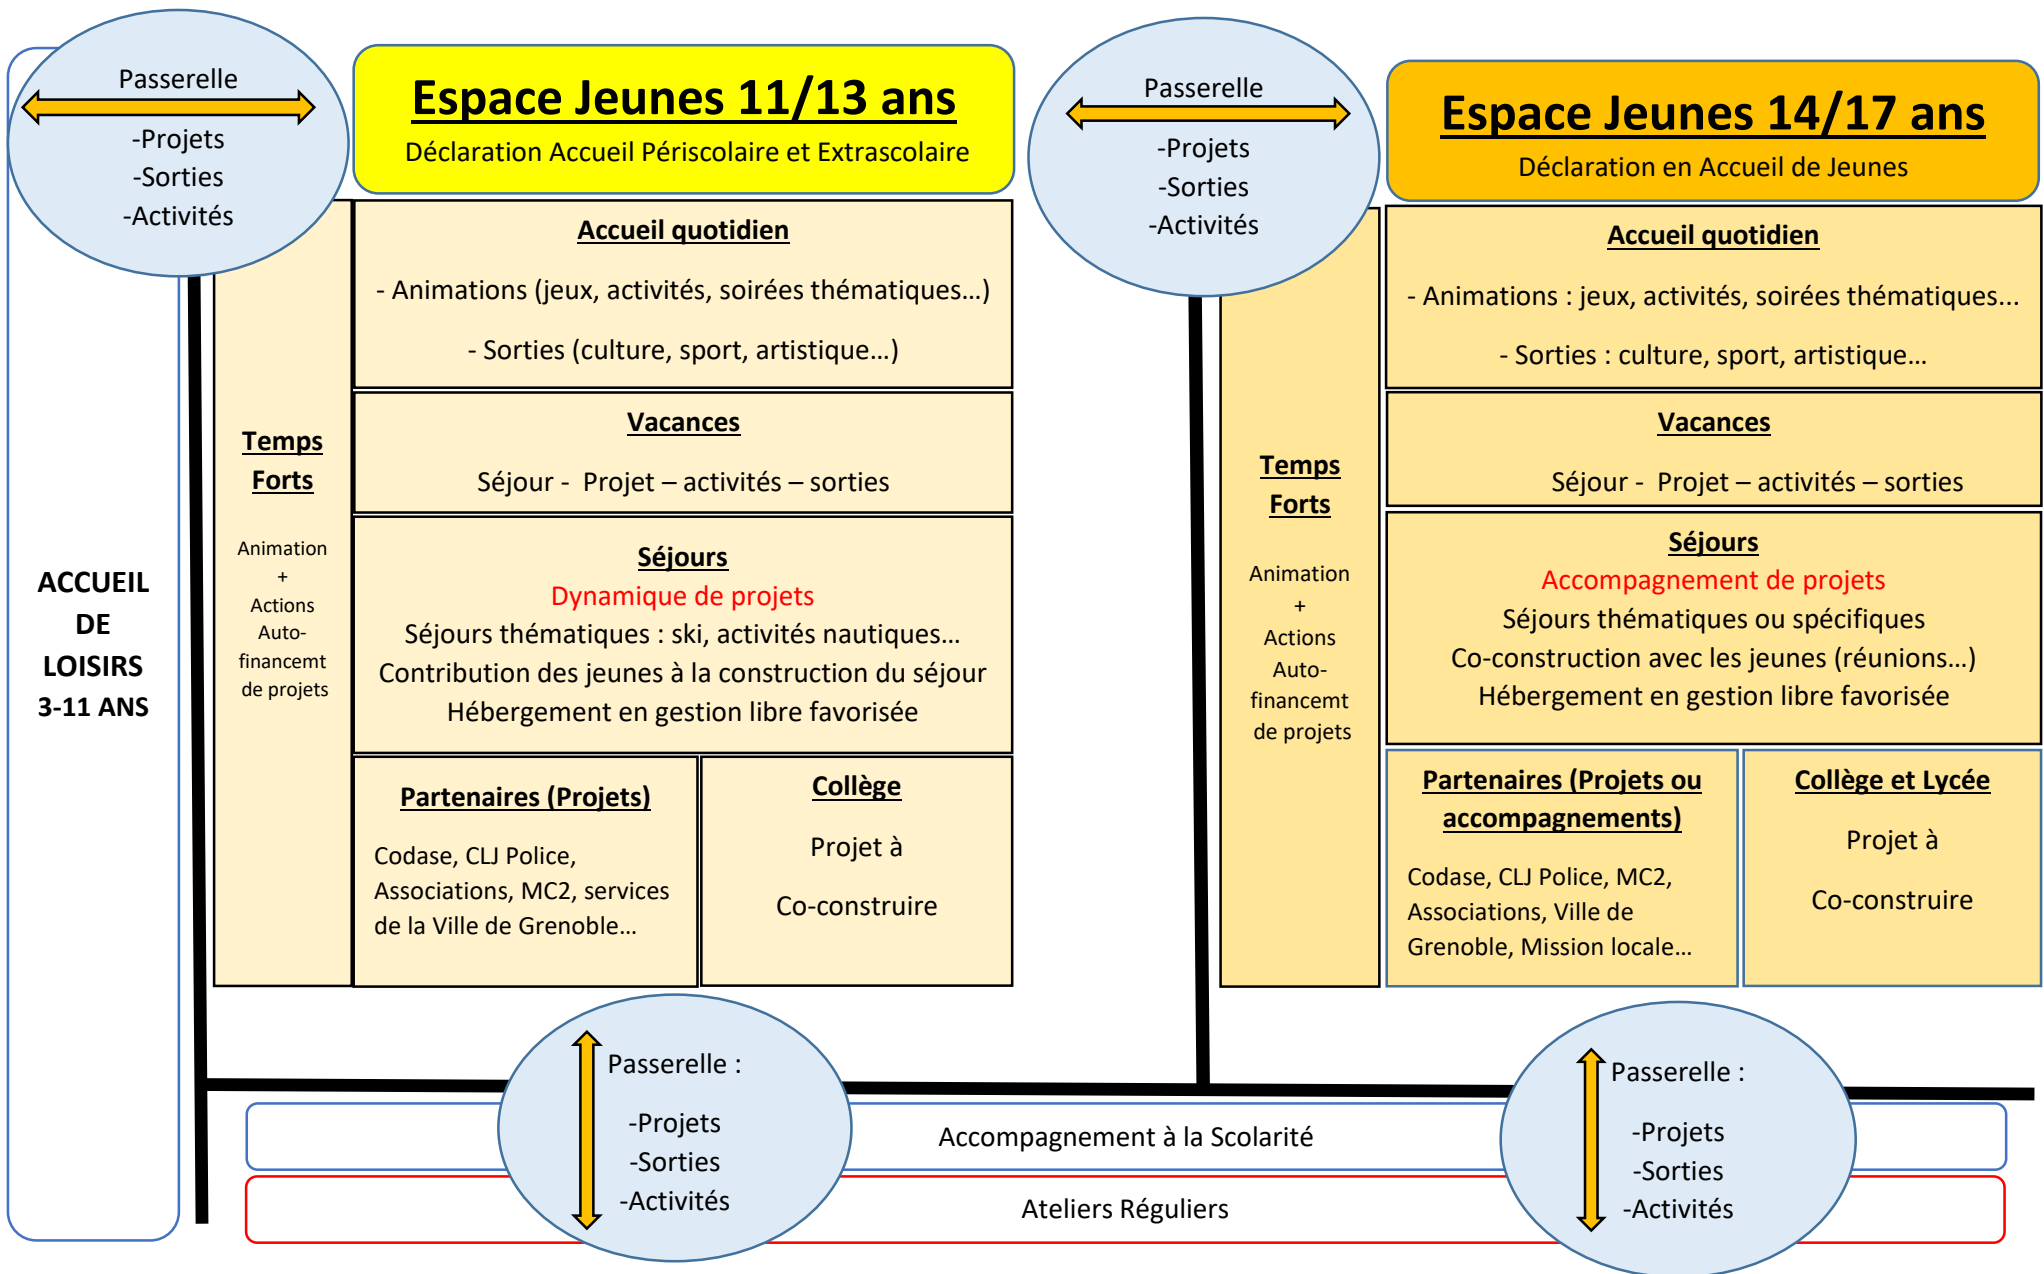 Passerelle
-Projets
-Sorties
-Activités
ACCUEIL
DE
LOISIRS
3-11 ANS
Espace Jeunes 11/13 ans
Déclaration Accueil Périscolaire et Extrascolaire
Temps
Forts
Animation
+
Actions
Auto-
financemt
de projets
Accueil quotidien
- Animations (jeux, activités, soirées thématiques…)
- Sorties (culture, sport, artistique…)
Vacances
Séjour -  Projet – activités – sorties
Séjours
Dynamique de projets
Séjours thématiques : ski, activités nautiques…
Contribution des jeunes à la construction du séjour
Hébergement en gestion libre favorisée
Partenaires (Projets)
Codase, CLJ Police,
Associations, MC2, services
de la Ville de Grenoble…
Collège
Projet à
Co-construire
Passerelle
-Projets
-Sorties
-Activités
Espace Jeunes 14/17 ans
Déclaration en Accueil de Jeunes
Temps
Forts
Animation
+
Actions
Auto-
financemt
de projets
Accueil quotidien
- Animations : jeux, activités, soirées thématiques...
- Sorties : culture, sport, artistique…
Vacances
Séjour -  Projet – activités – sorties
Séjours
Accompagnement de projets
Séjours thématiques ou spécifiques
Co-construction avec les jeunes (réunions…)
Hébergement en gestion libre favorisée
Partenaires (Projets ou
accompagnements)
Codase, CLJ Police, MC2,
Associations, Ville de
Grenoble, Mission locale…
Collège et Lycée
Projet à
Co-construire
Passerelle :
-Projets
-Sorties
-Activités
Accompagnement à la Scolarité
Ateliers Réguliers
Passerelle :
-Projets
-Sorties
-Activités